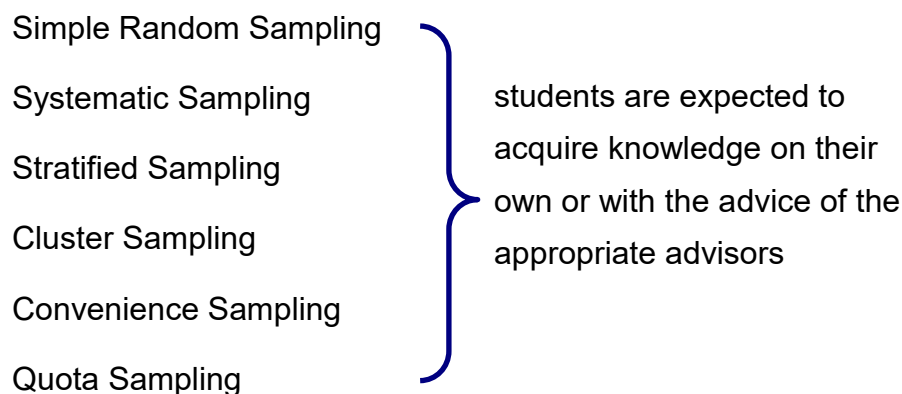 Simple Random Sampling
Systematic Sampling
Stratified Sampling
Cluster Sampling
Convenience Sampling
Quota Sampling
students are expected to
acquire knowledge on their
own or with the advice of the
appropriate advisors